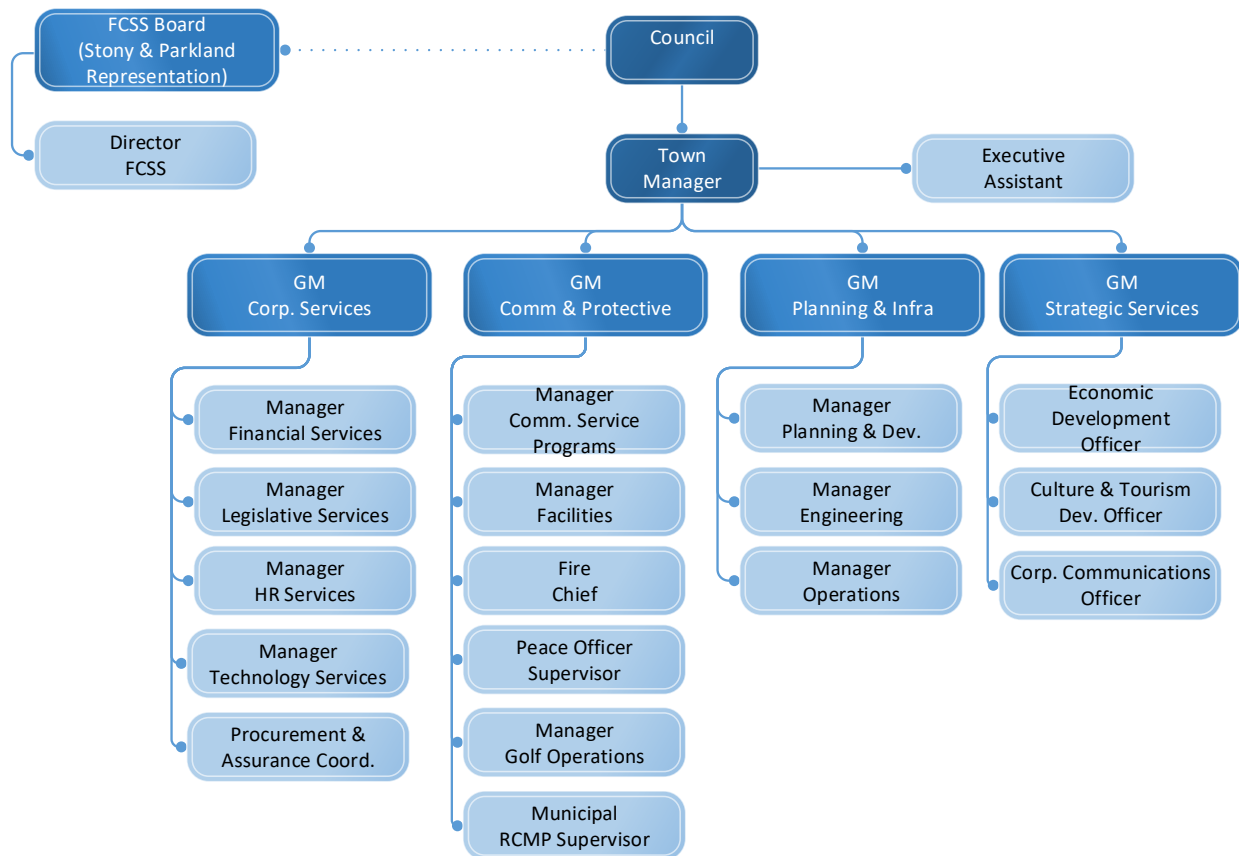 FCSS Board
(Stony & Parkland
Representation)
Council
Director
FCSS
Town
Manager
Executive
Assistant
GM
Corp. Services
GM
Comm & Protective
GM
Planning & Infra
GM
Strategic Services
Manager
Financial Services
Manager
Legislative Services
Manager
HR Services
Manager
Technology Services
Procurement &
Assurance Coord.
Manager
Comm. Service
Programs
Manager
Facilities
Fire
Chief
Peace Officer
Supervisor
Manager
Golf Operations
Municipal
RCMP Supervisor
Manager
Planning & Dev.
Manager
Engineering
Manager
Operations
Economic
Development
Officer
Culture & Tourism
Dev. Officer
Corp. Communications
Officer